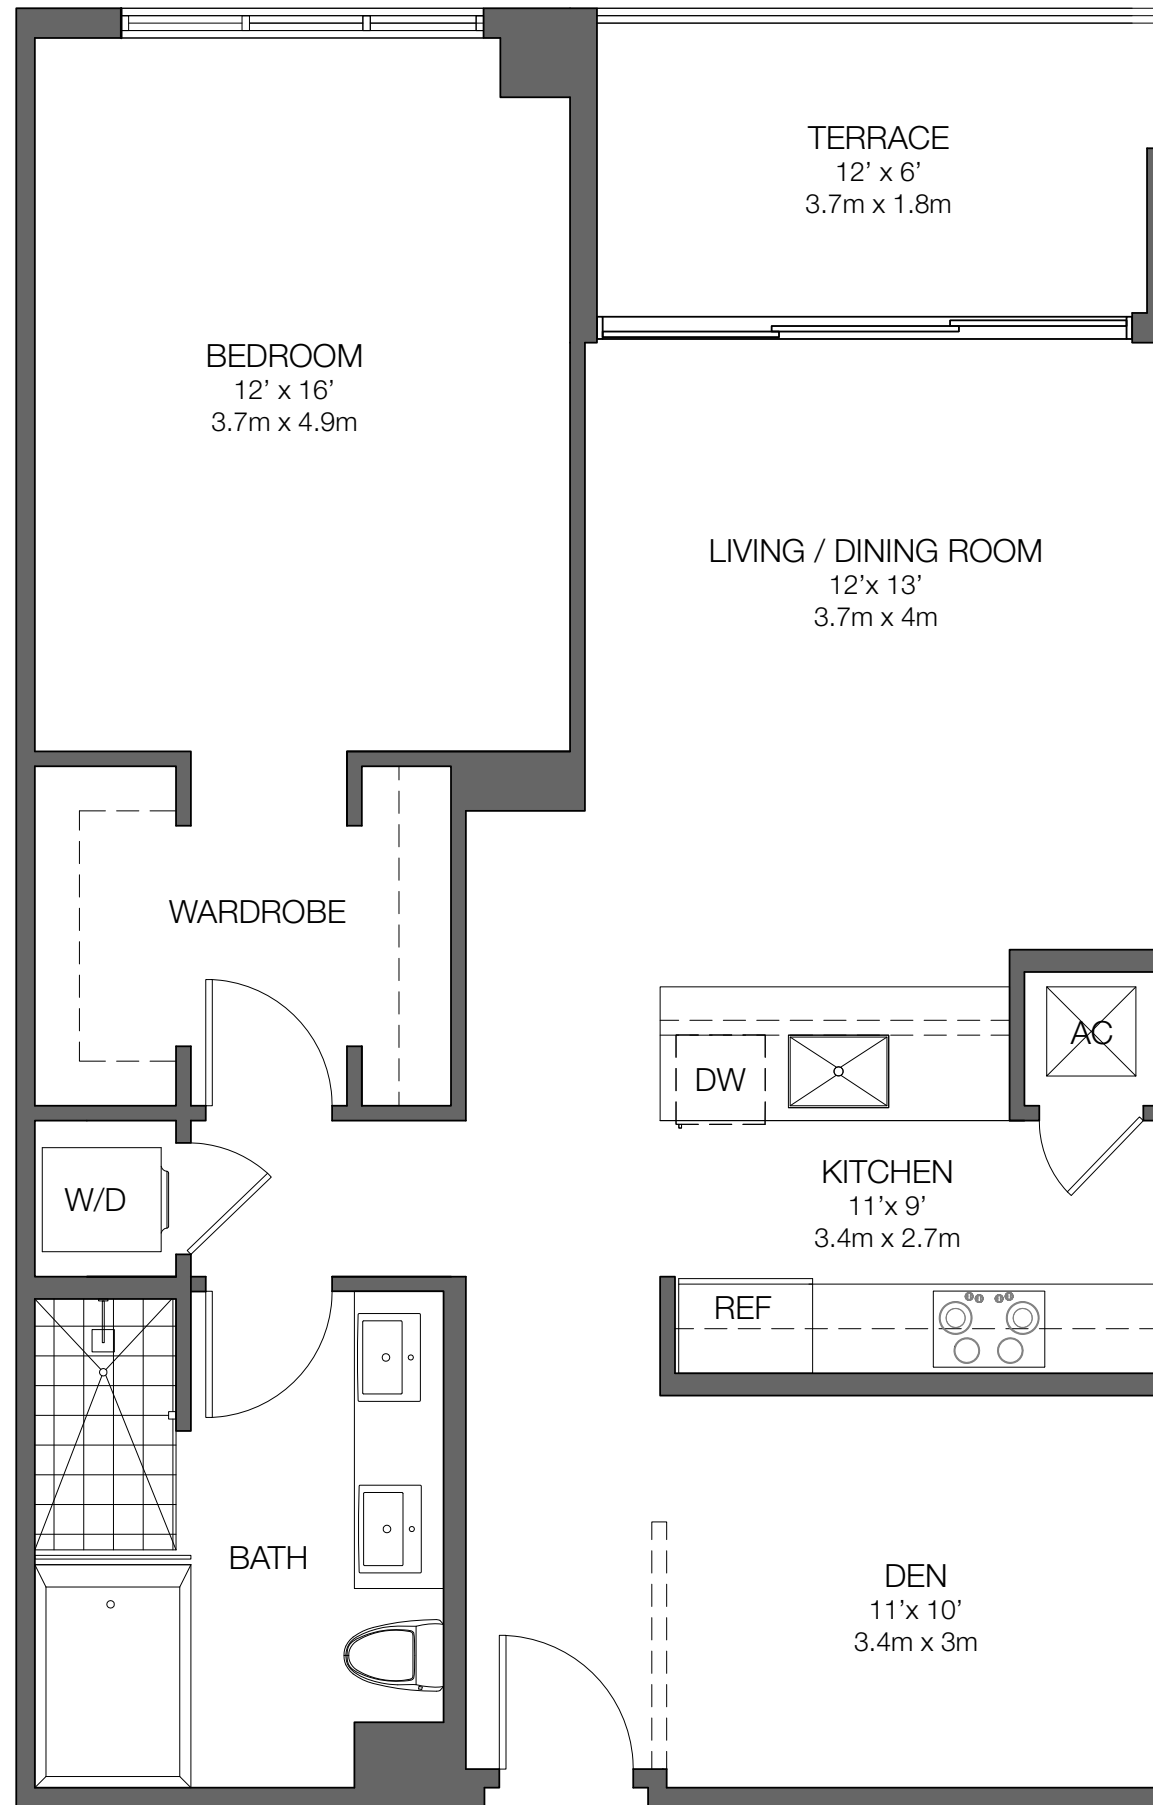 TERRACE
12’ x 6’
3.7m x 1.8m
BEDROOM
12’ x 16’
3.7m x 4.9m
LIVING / DINING ROOM
12’x 13’
3.7m x 4m
WARDROBE
AC
DW
KITCHEN
11’x 9’
3.4m x 2.7m
W/D
REF
BATH
DEN
11’x 10’
3.4m x 3m